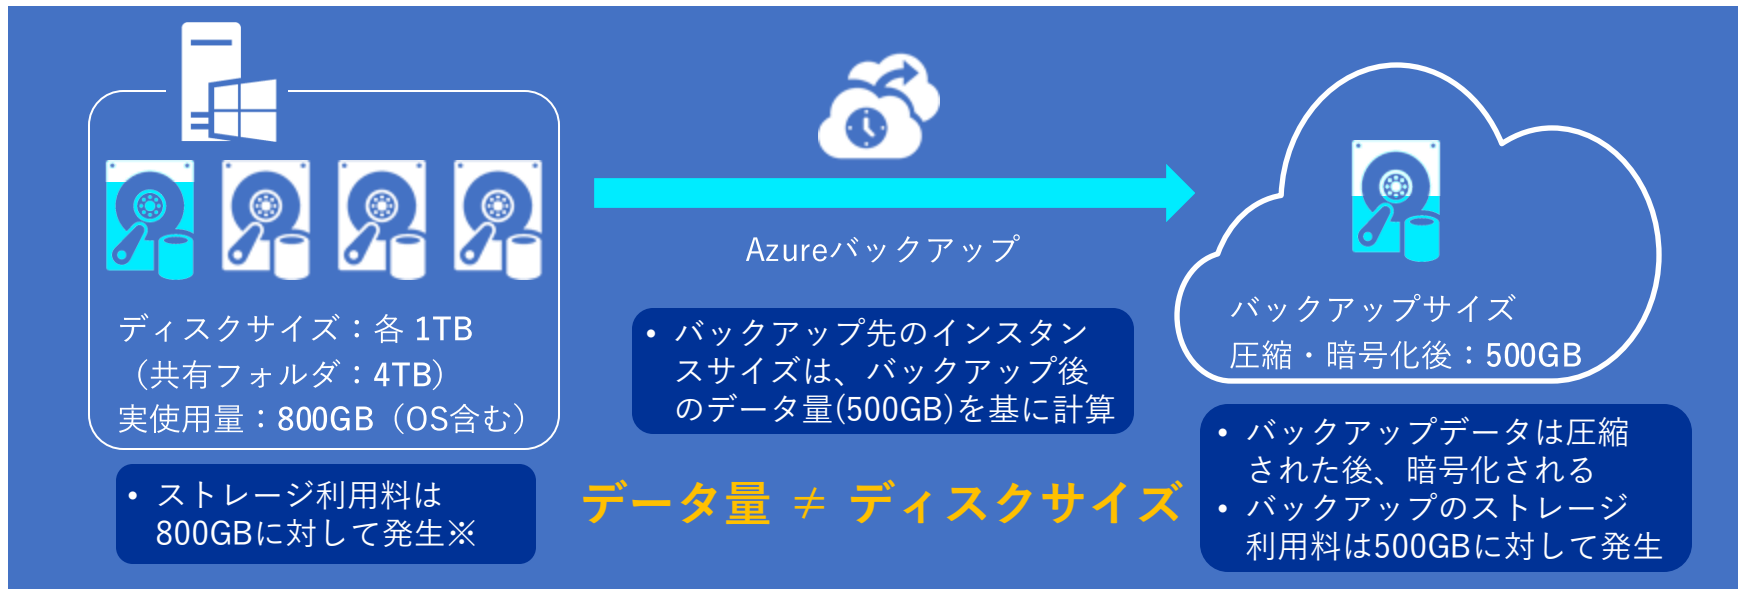 ディスクサイズ：各 1TB
（共有フォルダ：4TB）
実使用量：800GB（OS含む）
• ストレージ利用料は
800GBに対して発生※
Azureバックアップ
• バックアップ先のインスタン
スサイズは、バックアップ後
のデータ量(500GB)を基に計算
データ量 ≠ ディスクサイズ
バックアップサイズ
圧縮・暗号化後：500GB
• バックアップデータは圧縮
された後、暗号化される
• バックアップのストレージ
利用料は500GBに対して発生